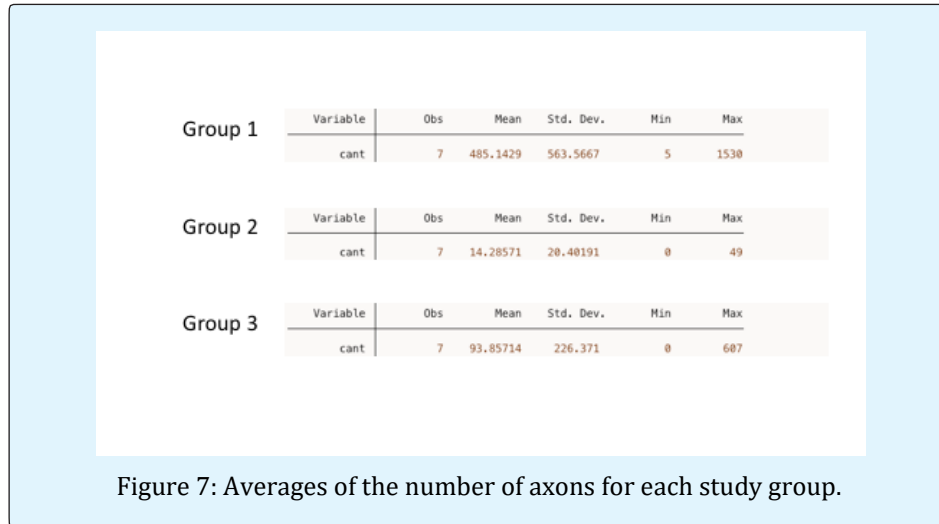 Group 1
Variable Obs Mean Std. Dev. Min Max
cant 7 485.1429 563.5667 5 1530
Group 2
Variable Obs Mean Std. Dev. Min Max
cant 7 14.28571 20.40191 0 49
Group 3
Variable Obs Mean Std. Dev. Min Max
cant 7 93.85714 226.371 0 607
Figure 7: Averages of the number of axons for each study group.